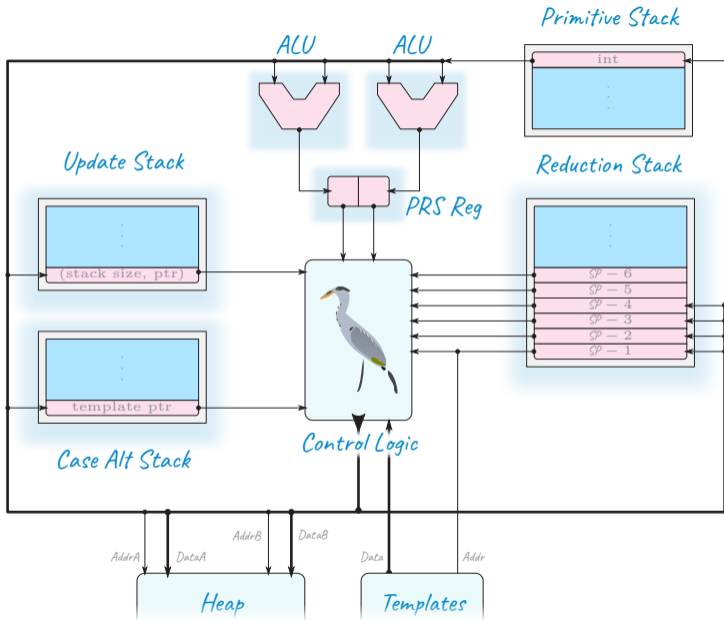 ALU
ALU
Primitive Stack
int
Update Stack
Reduction Stack
PRS Reg
(stack size, ptr)
SP - 6
SP - 5
SP - 4
SP - 3
SP - 2
SP - 1
template ptr
Case Alt Stack
Control Logic
AddrA
DataA
AddrB
DataB
Data
Addr
Heap
Templates